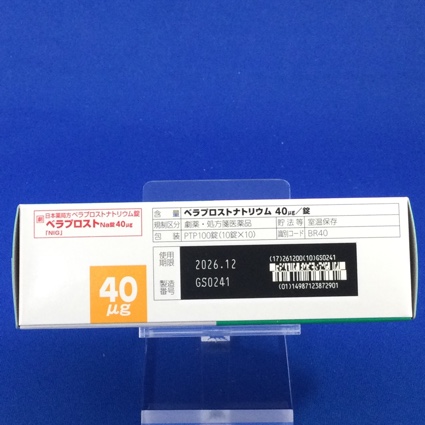 劇
日本薬局方 ベラプロストナトリウム錠
ベラプロストNa錠40μg
「NIG」
40
μg
含量 ベラプロストナトリウム 40μg/錠
規制区分 劇薬・処方箋医薬品 貯法等 室温保存
包装 PTP100錠(10錠×10) 識別コード BR40
使用
期限 2026.12
製造
番号 GS0241
(17)261200(10)GS0241
(01)14987123872901